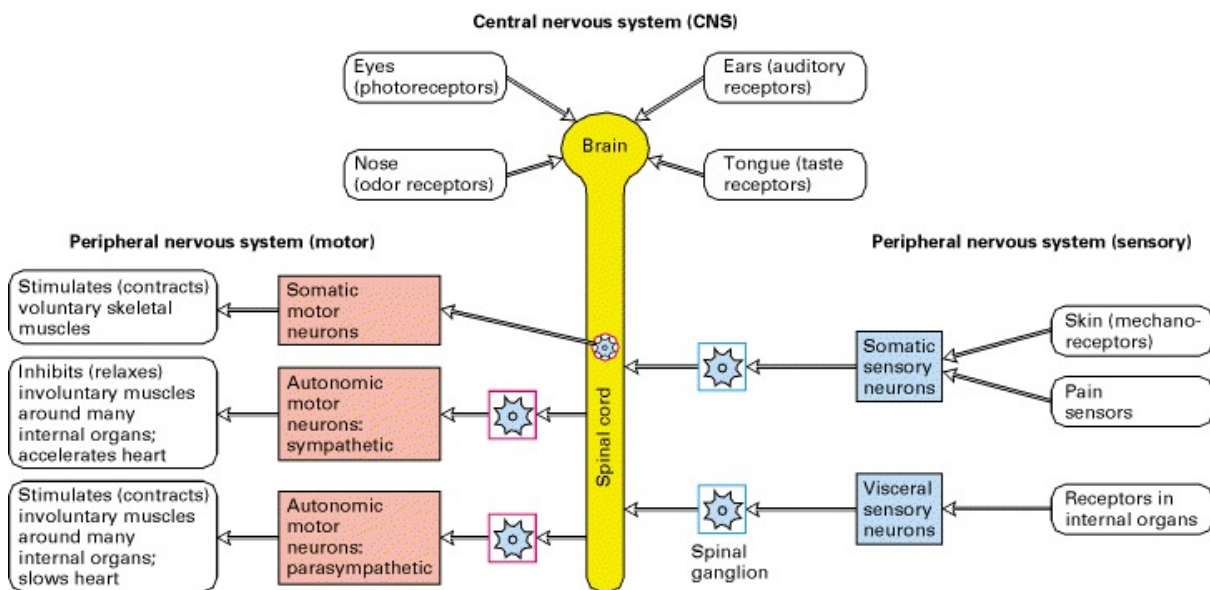 Central nervous system (CNS)
Eyes
(photoreceptors)
Ears (auditory
receptors)
Brain
Nose
(odor receptors)
Tongue (taste
receptors)
Peripheral nervous system (motor)
Stimulates (contracts)
voluntary skeletal
muscles
Somatic
motor
neurons
Inhibits (relaxes)
involuntary muscles
around many
internal organs;
accelerates heart
Autonomic
motor
neurons:
sympathetic
Stimulates (contracts)
involuntary muscles
around many
internal organs;
slows heart
Autonomic
motor
neurons:
parasympathetic
Spinal cord
Peripheral nervous system (sensory)
Somatic
sensory
neurons
Skin (mechano-
receptors)
Pain
sensors
Spinal
ganglion
Visceral
sensory
neurons
Receptors in
internal organs